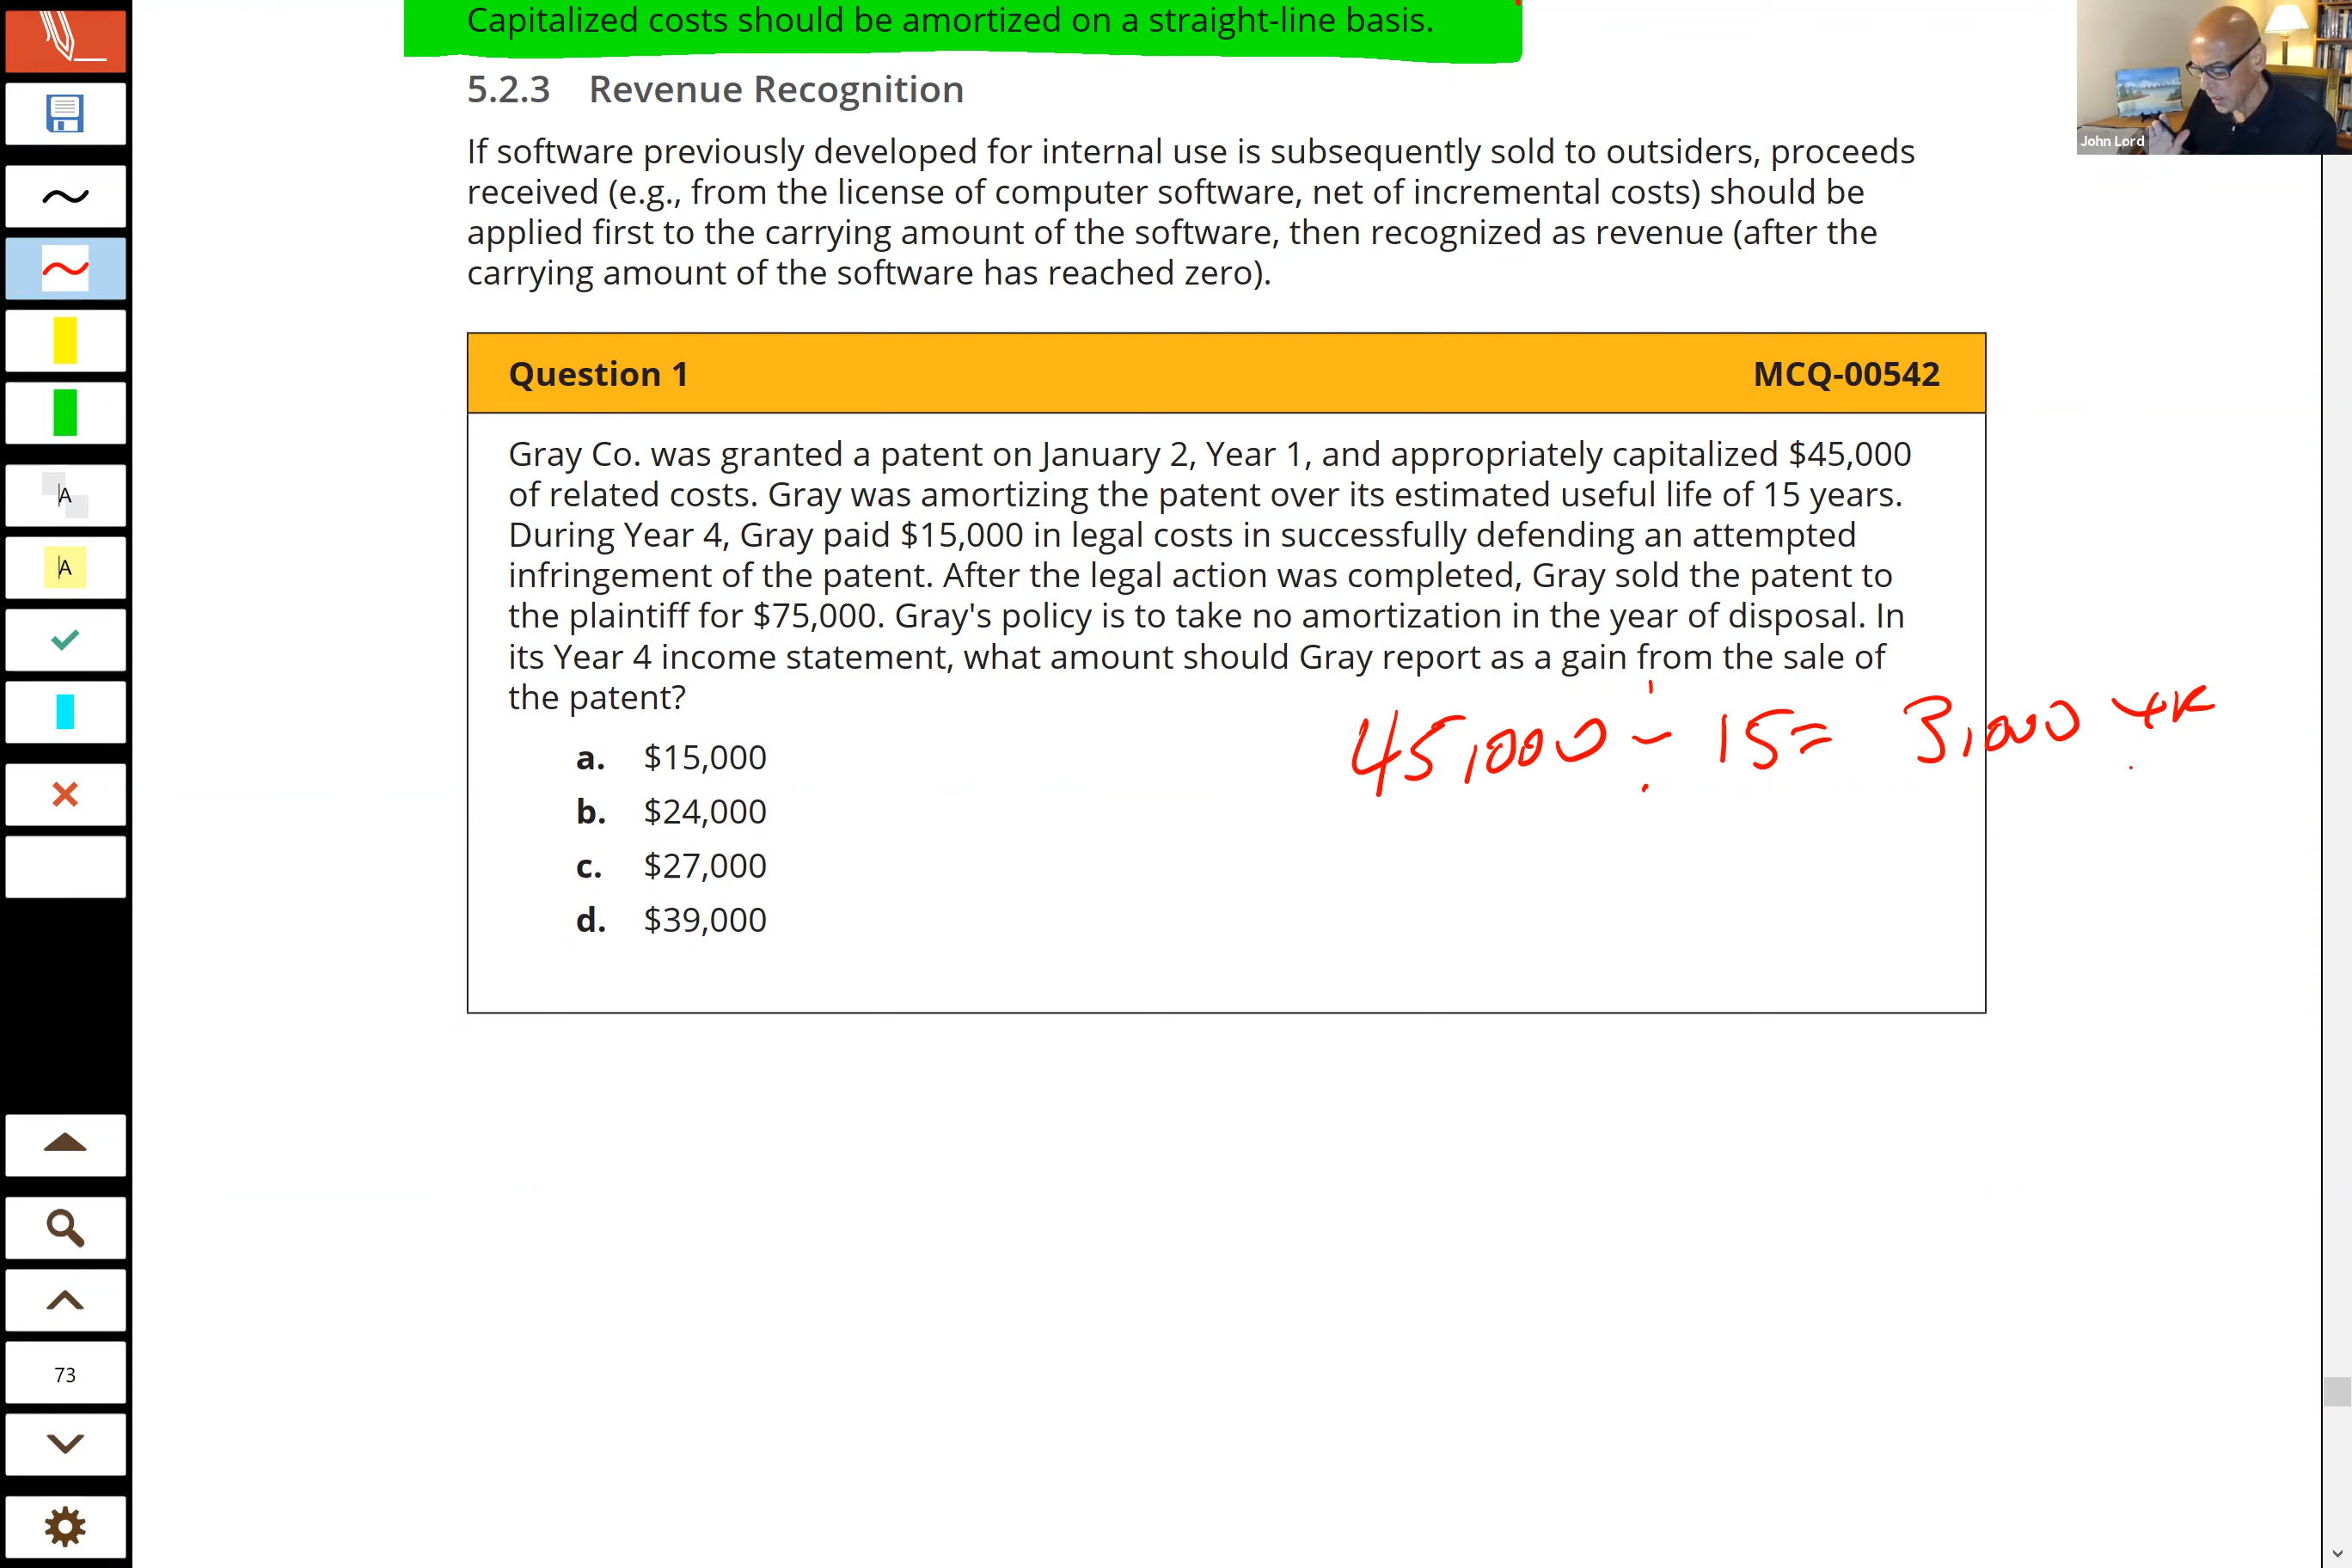 Capitalized costs should be amortized on a straight-line basis.
5.2.3 Revenue Recognition
If software previously developed for internal use is subsequently sold to outsiders, proceeds
received (e.g., from the license of computer software, net of incremental costs) should be
applied first to the carrying amount of the software, then recognized as revenue (after the
carrying amount of the software has reached zero).
John Lord
Question 1 MCQ-00542
Gray Co. was granted a patent on January 2, Year 1, and appropriately capitalized $45,000
of related costs. Gray was amortizing the patent over its estimated useful life of 15 years.
During Year 4, Gray paid $15,000 in legal costs in successfully defending an attempted
infringement of the patent. After the legal action was completed, Gray sold the patent to
the plaintiff for $75,000. Gray's policy is to take no amortization in the year of disposal. In
its Year 4 income statement, what amount should Gray report as a gain from the sale of
the patent?
45,000 ÷ 15 = 3,000 YR
a. $15,000
b. $24,000
c. $27,000
d. $39,000
A
A
73